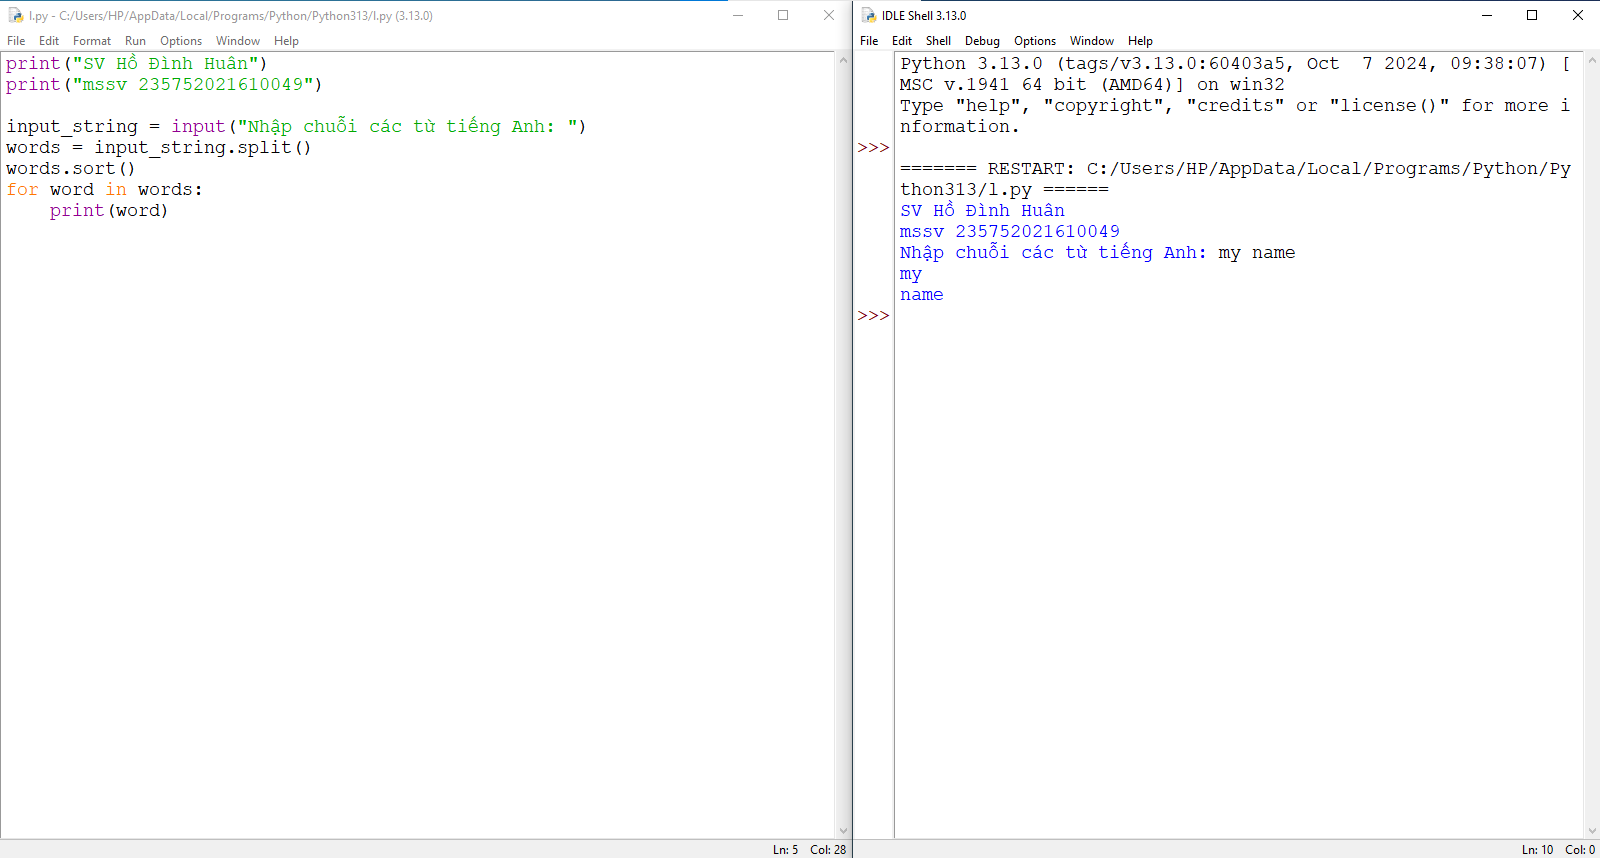 l.py - C:/Users/HP/AppData/Local/Programs/Python/Python313/l.py (3.13.0)
File Edit Format Run Options Window Help
print("SV Hồ Đình Huân")
print("mssv 235752021610049")
input_string = input("Nhập chuỗi các từ tiếng Anh: ")
words = input_string.split()
words.sort()
for word in words:
    print(word)
Ln: 5 Col: 28
IDLE Shell 3.13.0
File Edit Shell Debug Options Window Help
Python 3.13.0 (tags/v3.13.0:60403a5, Oct  7 2024, 09:38:07) [
MSC v.1941 64 bit (AMD64)] on win32
Type "help", "copyright", "credits" or "license()" for more i
nformation.
>>>
======= RESTART: C:/Users/HP/AppData/Local/Programs/Python/Py
thon313/l.py ======
SV Hồ Đình Huân
mssv 235752021610049
Nhập chuỗi các từ tiếng Anh: my name
my
name
>>>
Ln: 10 Col: 0